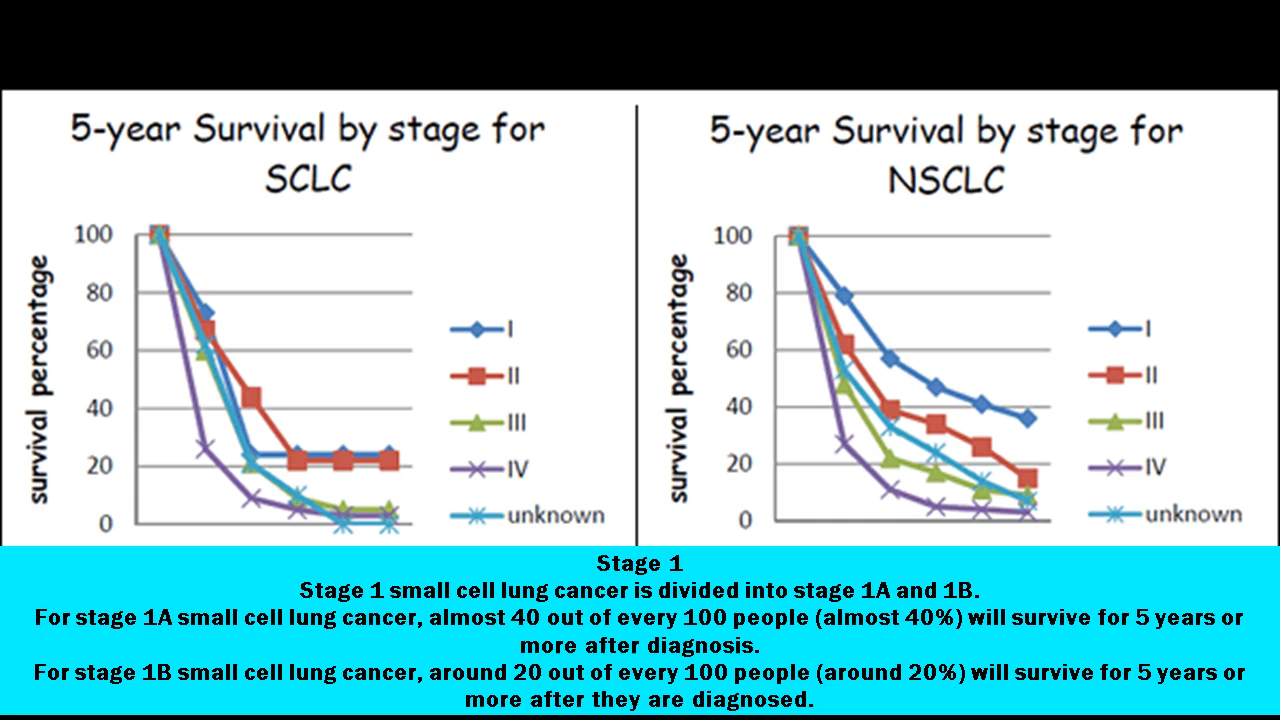 5-year Survival by stage for
SCLC
survival percentage
100
80
60
40
20
0
I
II
III
IV
unknown
5-year Survival by stage for
NSCLC
survival percentage
100
80
60
40
20
0
I
II
III
IV
unknown
Stage 1
Stage 1 small cell lung cancer is divided into stage 1A and 1B.
For stage 1A small cell lung cancer, almost 40 out of every 100 people (almost 40%) will survive for 5 years or
more after diagnosis.
For stage 1B small cell lung cancer, around 20 out of every 100 people (around 20%) will survive for 5 years or
more after they are diagnosed.